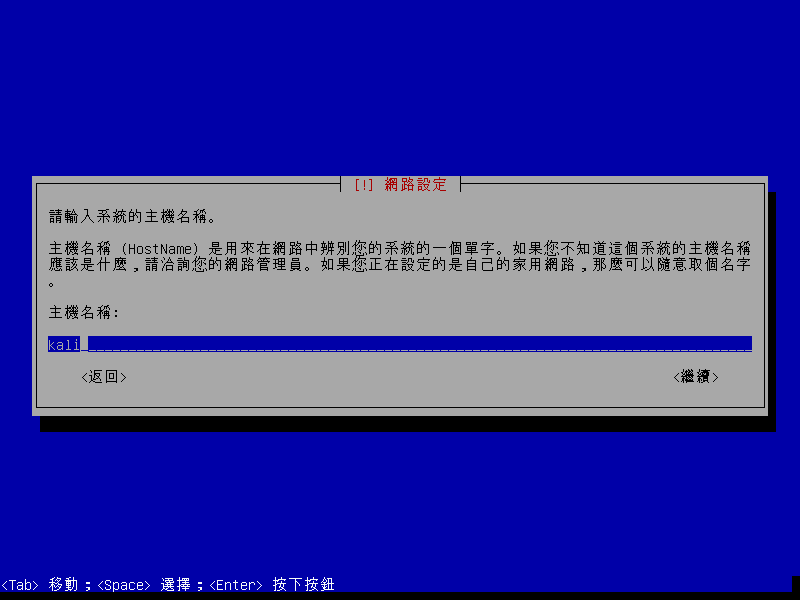 [!] 網路設定
請輸入系統的主機名稱。
主機名稱 (HostName) 是用來在網路中辨別您的系統的一個單字。如果您不知道這個系統的主機名稱
應該是什麼，請洽詢您的網路管理員。如果您正在設定的是自己的家用網路，那麼可以隨意取個名字
。
主機名稱:
kali
<返回> <繼續>
<Tab> 移動；<Space> 選擇；<Enter> 按下按鈕